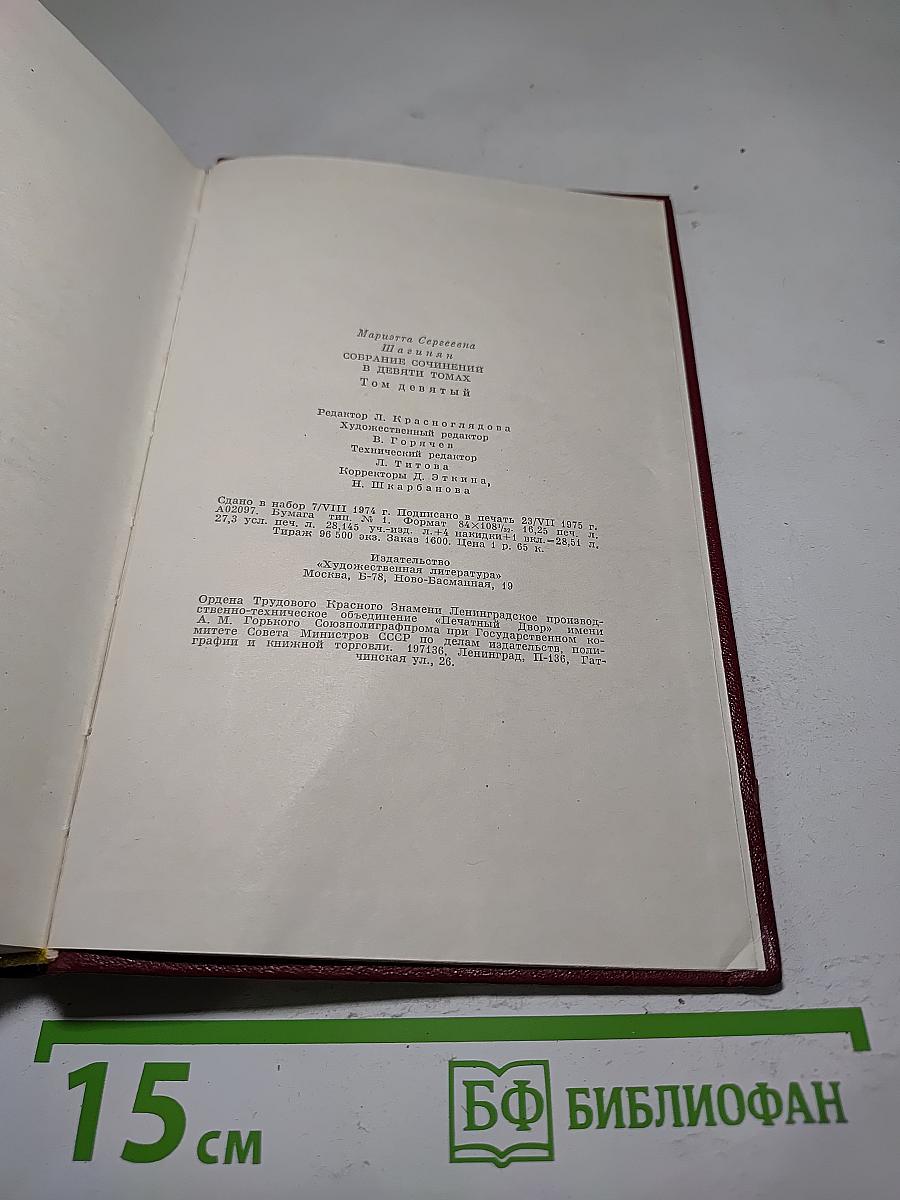 Мариэтта Сергеевна
Шагинян
СОБРАНИЕ СОЧИНЕНИЙ
В ДЕВЯТИ ТОМАХ
Том девятый
Редактор Л. Красноглядова
Художественный редактор
В. Горячев
Технический редактор
Л. Титова
Корректоры Д. Эткина,
Н. Шкарбанова
Сдано в набор 7/VIII 1974 г. Подписано в печать 23/VII 1975 г.
А02097. Бумага тип. № 1. Формат 84×108¹/₃₂. 16,25 печ. л.
27,3 усл. печ. л. 28,145 уч.-изд. л.+4 накидки+1 вкл.=28,51 л.
Тираж 96 500 экз. Заказ 1600. Цена 1 р. 65 к.
Издательство
«Художественная литература»
Москва, Б-78, Ново-Басманная, 19
Ордена Трудового Красного Знамени Ленинградское производ-
ственно-техническое объединение «Печатный Двор» имени
А. М. Горького Союзполиграфпрома при Государственном ко-
митете Совета Министров СССР по делам издательств, поли-
графии и книжной торговли. 197136, Ленинград, П-136, Гат-
чинская ул., 26.
15 см
БФ БИБЛИОФАН